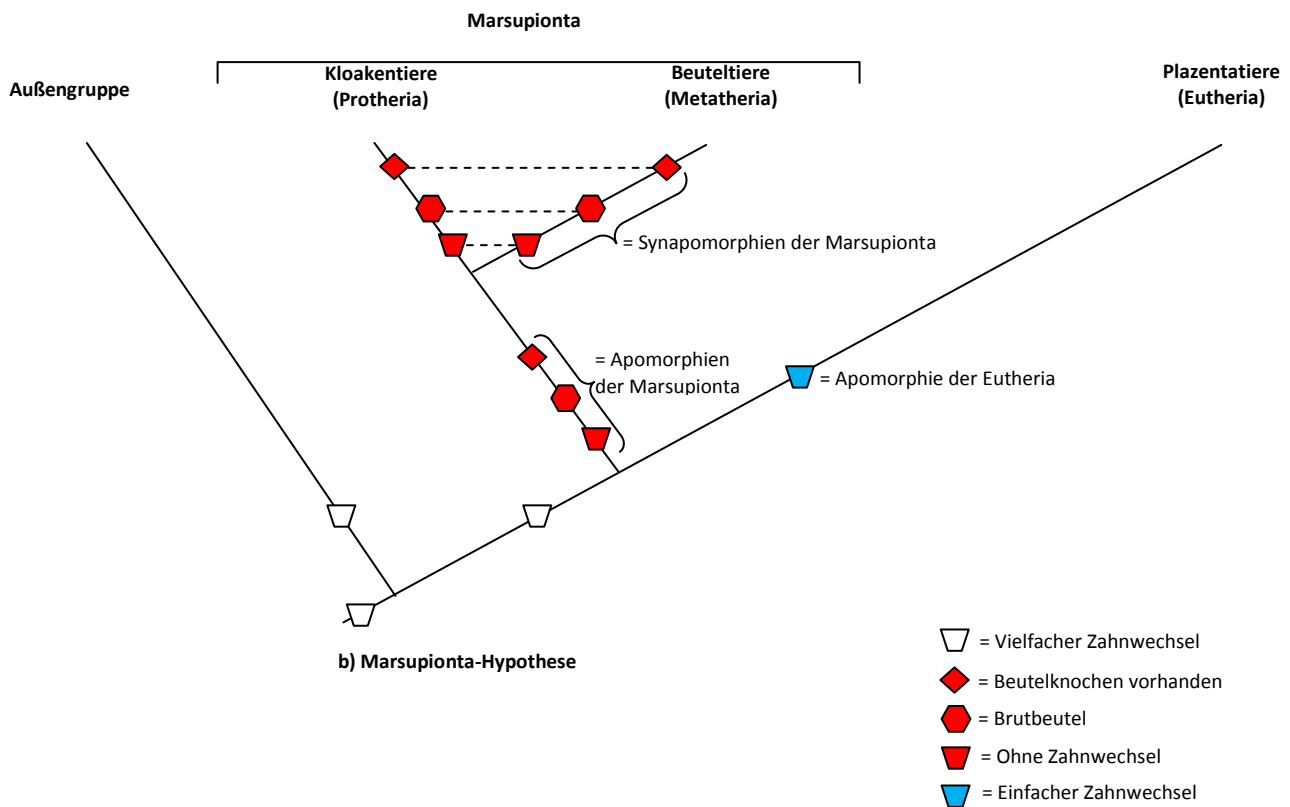 Marsupionta
Außengruppe
Kloakentiere
(Protheria)
Beuteltiere
(Metatheria)
Plazentatiere
(Eutheria)
= Synapomorphien der Marsupionta
= Apomorphien
der Marsupionta
= Apomorphie der Eutheria
b) Marsupionta-Hypothese
= Vielfacher Zahnwechsel
= Beutelknochen vorhanden
= Brutbeutel
= Ohne Zahnwechsel
= Einfacher Zahnwechsel